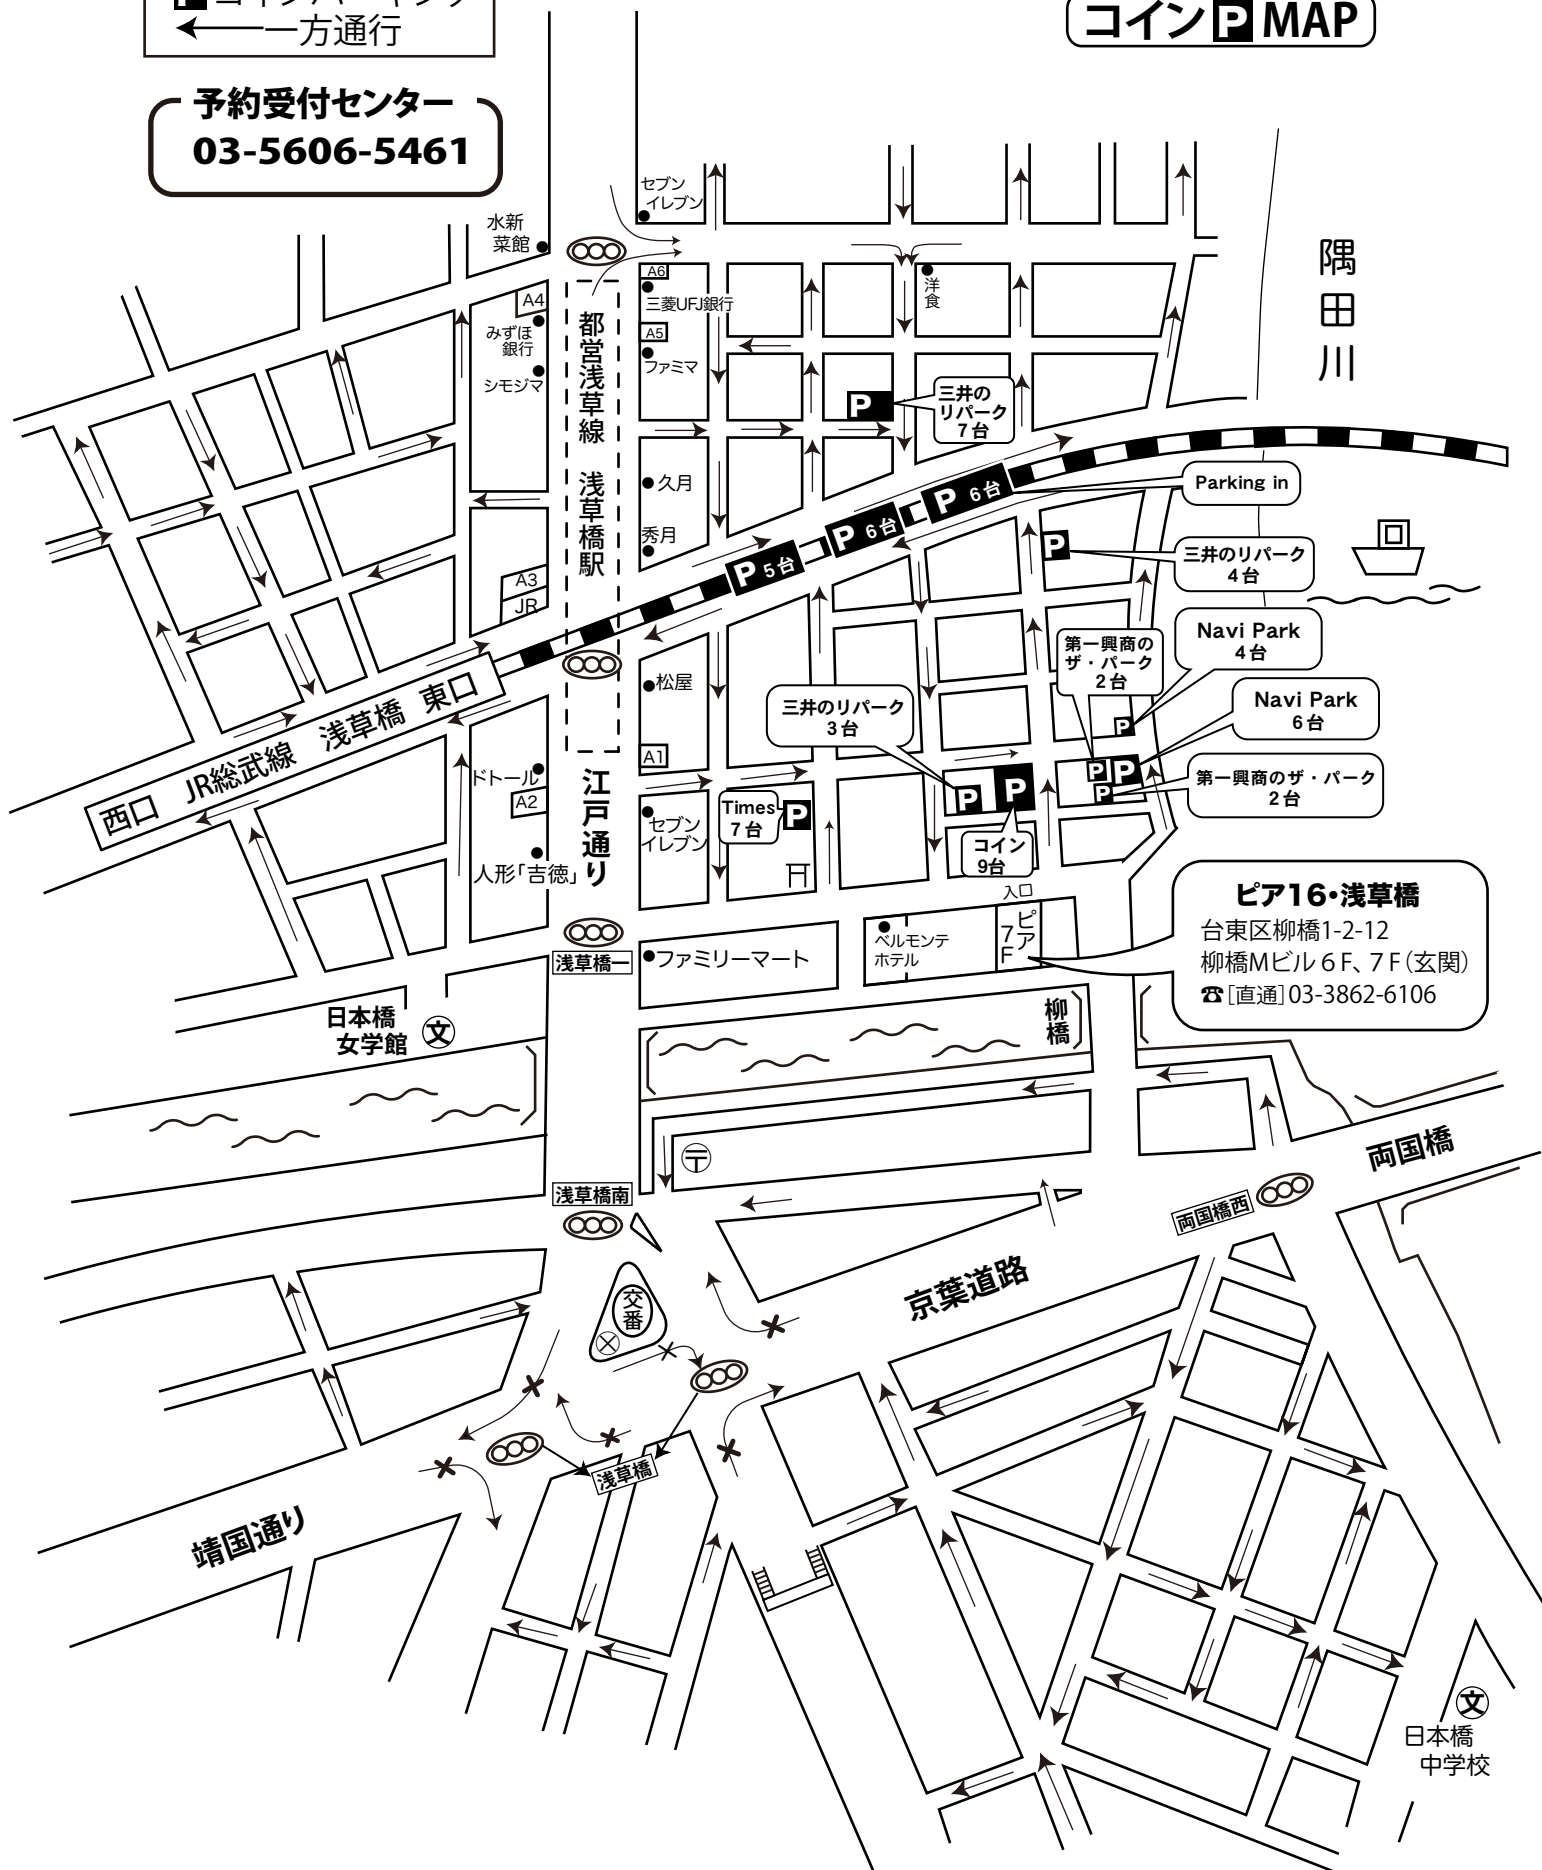 コインパーキング
一方通行
コインP MAP
予約受付センター
03-5606-5461
セブン
イレブン
水新
菜館
A6
三菱UFJ銀行
A5
ファミマ
A4
みずほ
銀行
シモジマ
都営浅草線 浅草橋駅
洋食
隅田川
P
三井の
リパーク
7台
久月
秀月
P 6台
P 6台
P 5台
Parking in
P
三井のリパーク
4台
A3
JR
Navi Park
4台
第一興商の
ザ・パーク
2台
P
Navi Park
6台
P
P
第一興商のザ・パーク
2台
P
三井のリパーク
3台
P
P
コイン
9台
松屋
A1
西口 JR総武線 浅草橋 東口
ドトール
A2
人形「吉徳」
江戸通り
セブン
イレブン
Times
7台
P
入口
ピア
7F
ベルモンテ
ホテル
ファミリーマート
浅草橋一
ピア16・浅草橋
台東区柳橋1-2-12
柳橋Mビル６F、７F（玄関）
☎［直通］03-3862-6106
日本橋
女学館
文
柳橋
〒
浅草橋南
両国橋
両国橋西
京葉道路
交番
浅草橋
靖国通り
文
日本橋
中学校